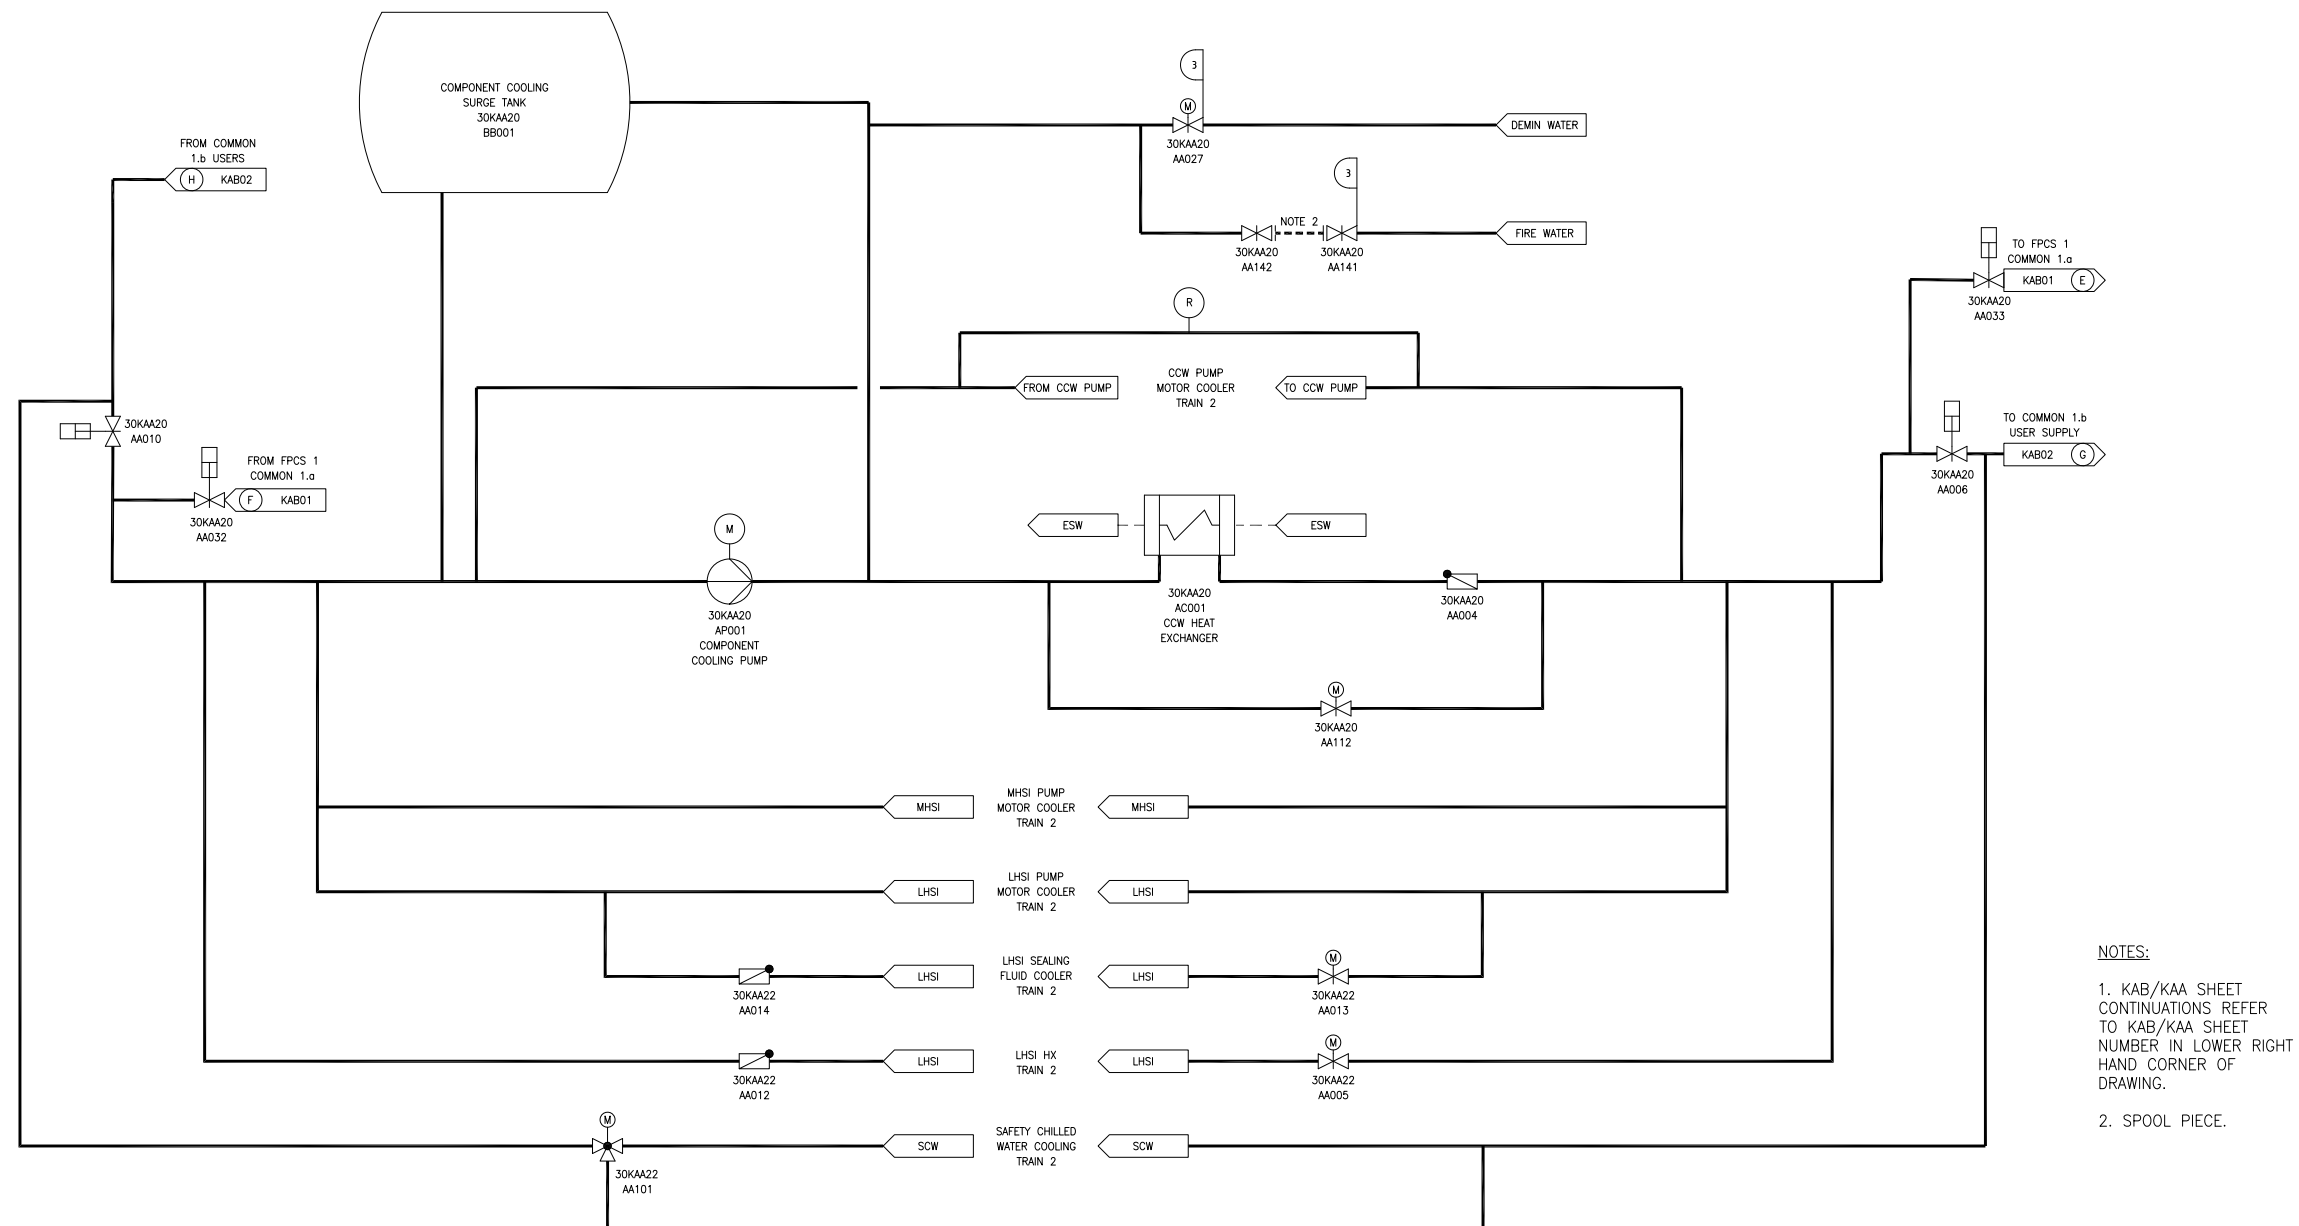 COMPONENT COOLING
SURGE TANK
30KAA20
BB001
FROM COMMON
1.b USERS
H KAB02
3
M
30KAA20
AA027
DEMIN WATER
3
NOTE 2
30KAA20
AA142
30KAA20
AA141
FIRE WATER
TO FPCS 1
COMMON 1.a
KAB01 E
30KAA20
AA033
R
FROM CCW PUMP
CCW PUMP
MOTOR COOLER
TRAIN 2
TO CCW PUMP
30KAA20
AA010
FROM FPCS 1
COMMON 1.a
F KAB01
30KAA20
AA032
TO COMMON 1.b
USER SUPPLY
KAB02 G
30KAA20
AA006
M
30KAA20
AP001
COMPONENT
COOLING PUMP
ESW
ESW
30KAA20
AC001
CCW HEAT
EXCHANGER
30KAA20
AA004
M
30KAA20
AA112
MHSI
MHSI PUMP
MOTOR COOLER
TRAIN 2
MHSI
LHSI
LHSI PUMP
MOTOR COOLER
TRAIN 2
LHSI
30KAA22
AA014
LHSI
LHSI SEALING
FLUID COOLER
TRAIN 2
LHSI
M
30KAA22
AA013
30KAA22
AA012
LHSI
LHSI HX
TRAIN 2
LHSI
M
30KAA22
AA005
M
30KAA22
AA101
SCW
SAFETY CHILLED
WATER COOLING
TRAIN 2
SCW
NOTES:
1. KAB/KAA SHEET
CONTINUATIONS REFER
TO KAB/KAA SHEET
NUMBER IN LOWER RIGHT
HAND CORNER OF
DRAWING.
2. SPOOL PIECE.